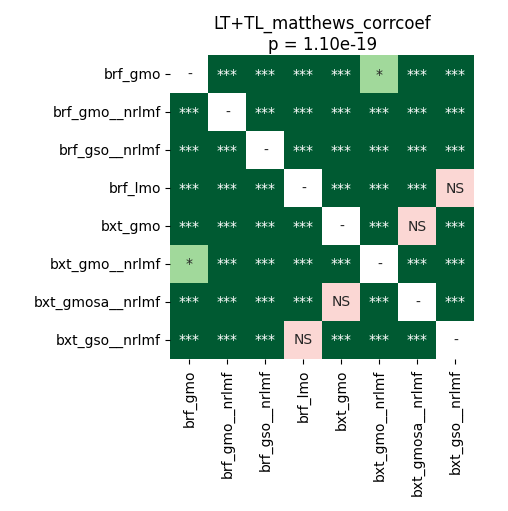 LT+TL_matthews_corrcoef
p = 1.10e-19
brf_gmo - *** *** *** *** * *** ***
brf_gmo__nrlmf *** - *** *** *** *** *** ***
brf_gso__nrlmf *** *** - *** *** *** *** ***
brf_lmo *** *** *** - *** *** *** NS
bxt_gmo *** *** *** *** - *** NS ***
bxt_gmo__nrlmf * *** *** *** *** - *** ***
bxt_gmosa__nrlmf *** *** *** *** NS *** - ***
bxt_gso__nrlmf *** *** *** NS *** *** *** -
brf_gmo
brf_gmo__nrlmf
brf_gso__nrlmf
brf_lmo
bxt_gmo
bxt_gmo__nrlmf
bxt_gmosa__nrlmf
bxt_gso__nrlmf